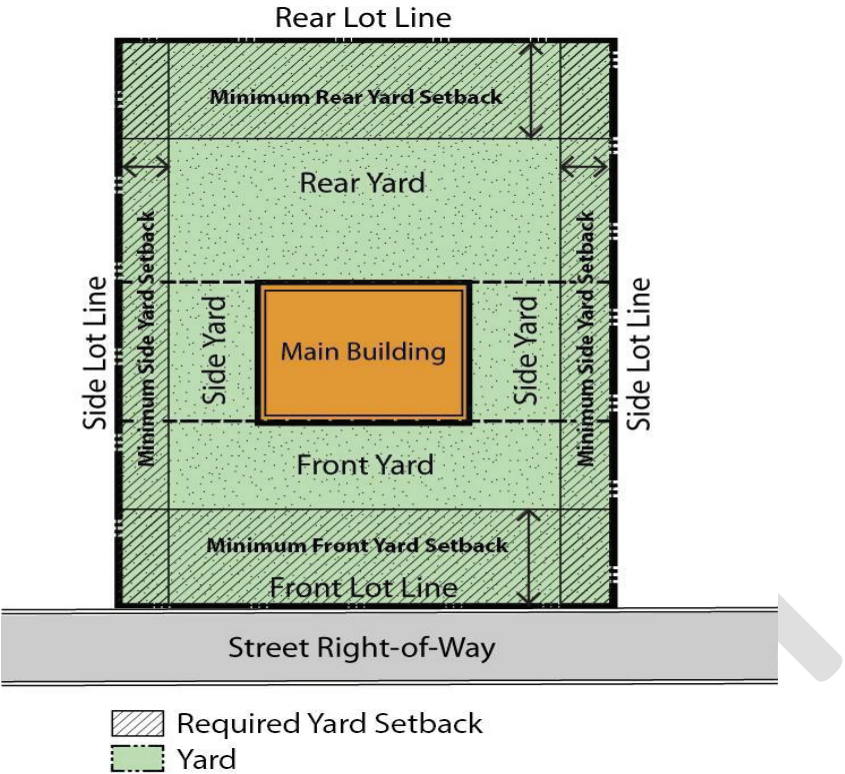 Rear Lot Line
Minimum Rear Yard Setback
Rear Yard
Side Lot Line
Minimum Side Yard Setback
Side Yard
Main Building
Side Yard
Minimum Side Yard Setback
Side Lot Line
Front Yard
Minimum Front Yard Setback
Front Lot Line
Street Right-of-Way
Required Yard Setback
Yard